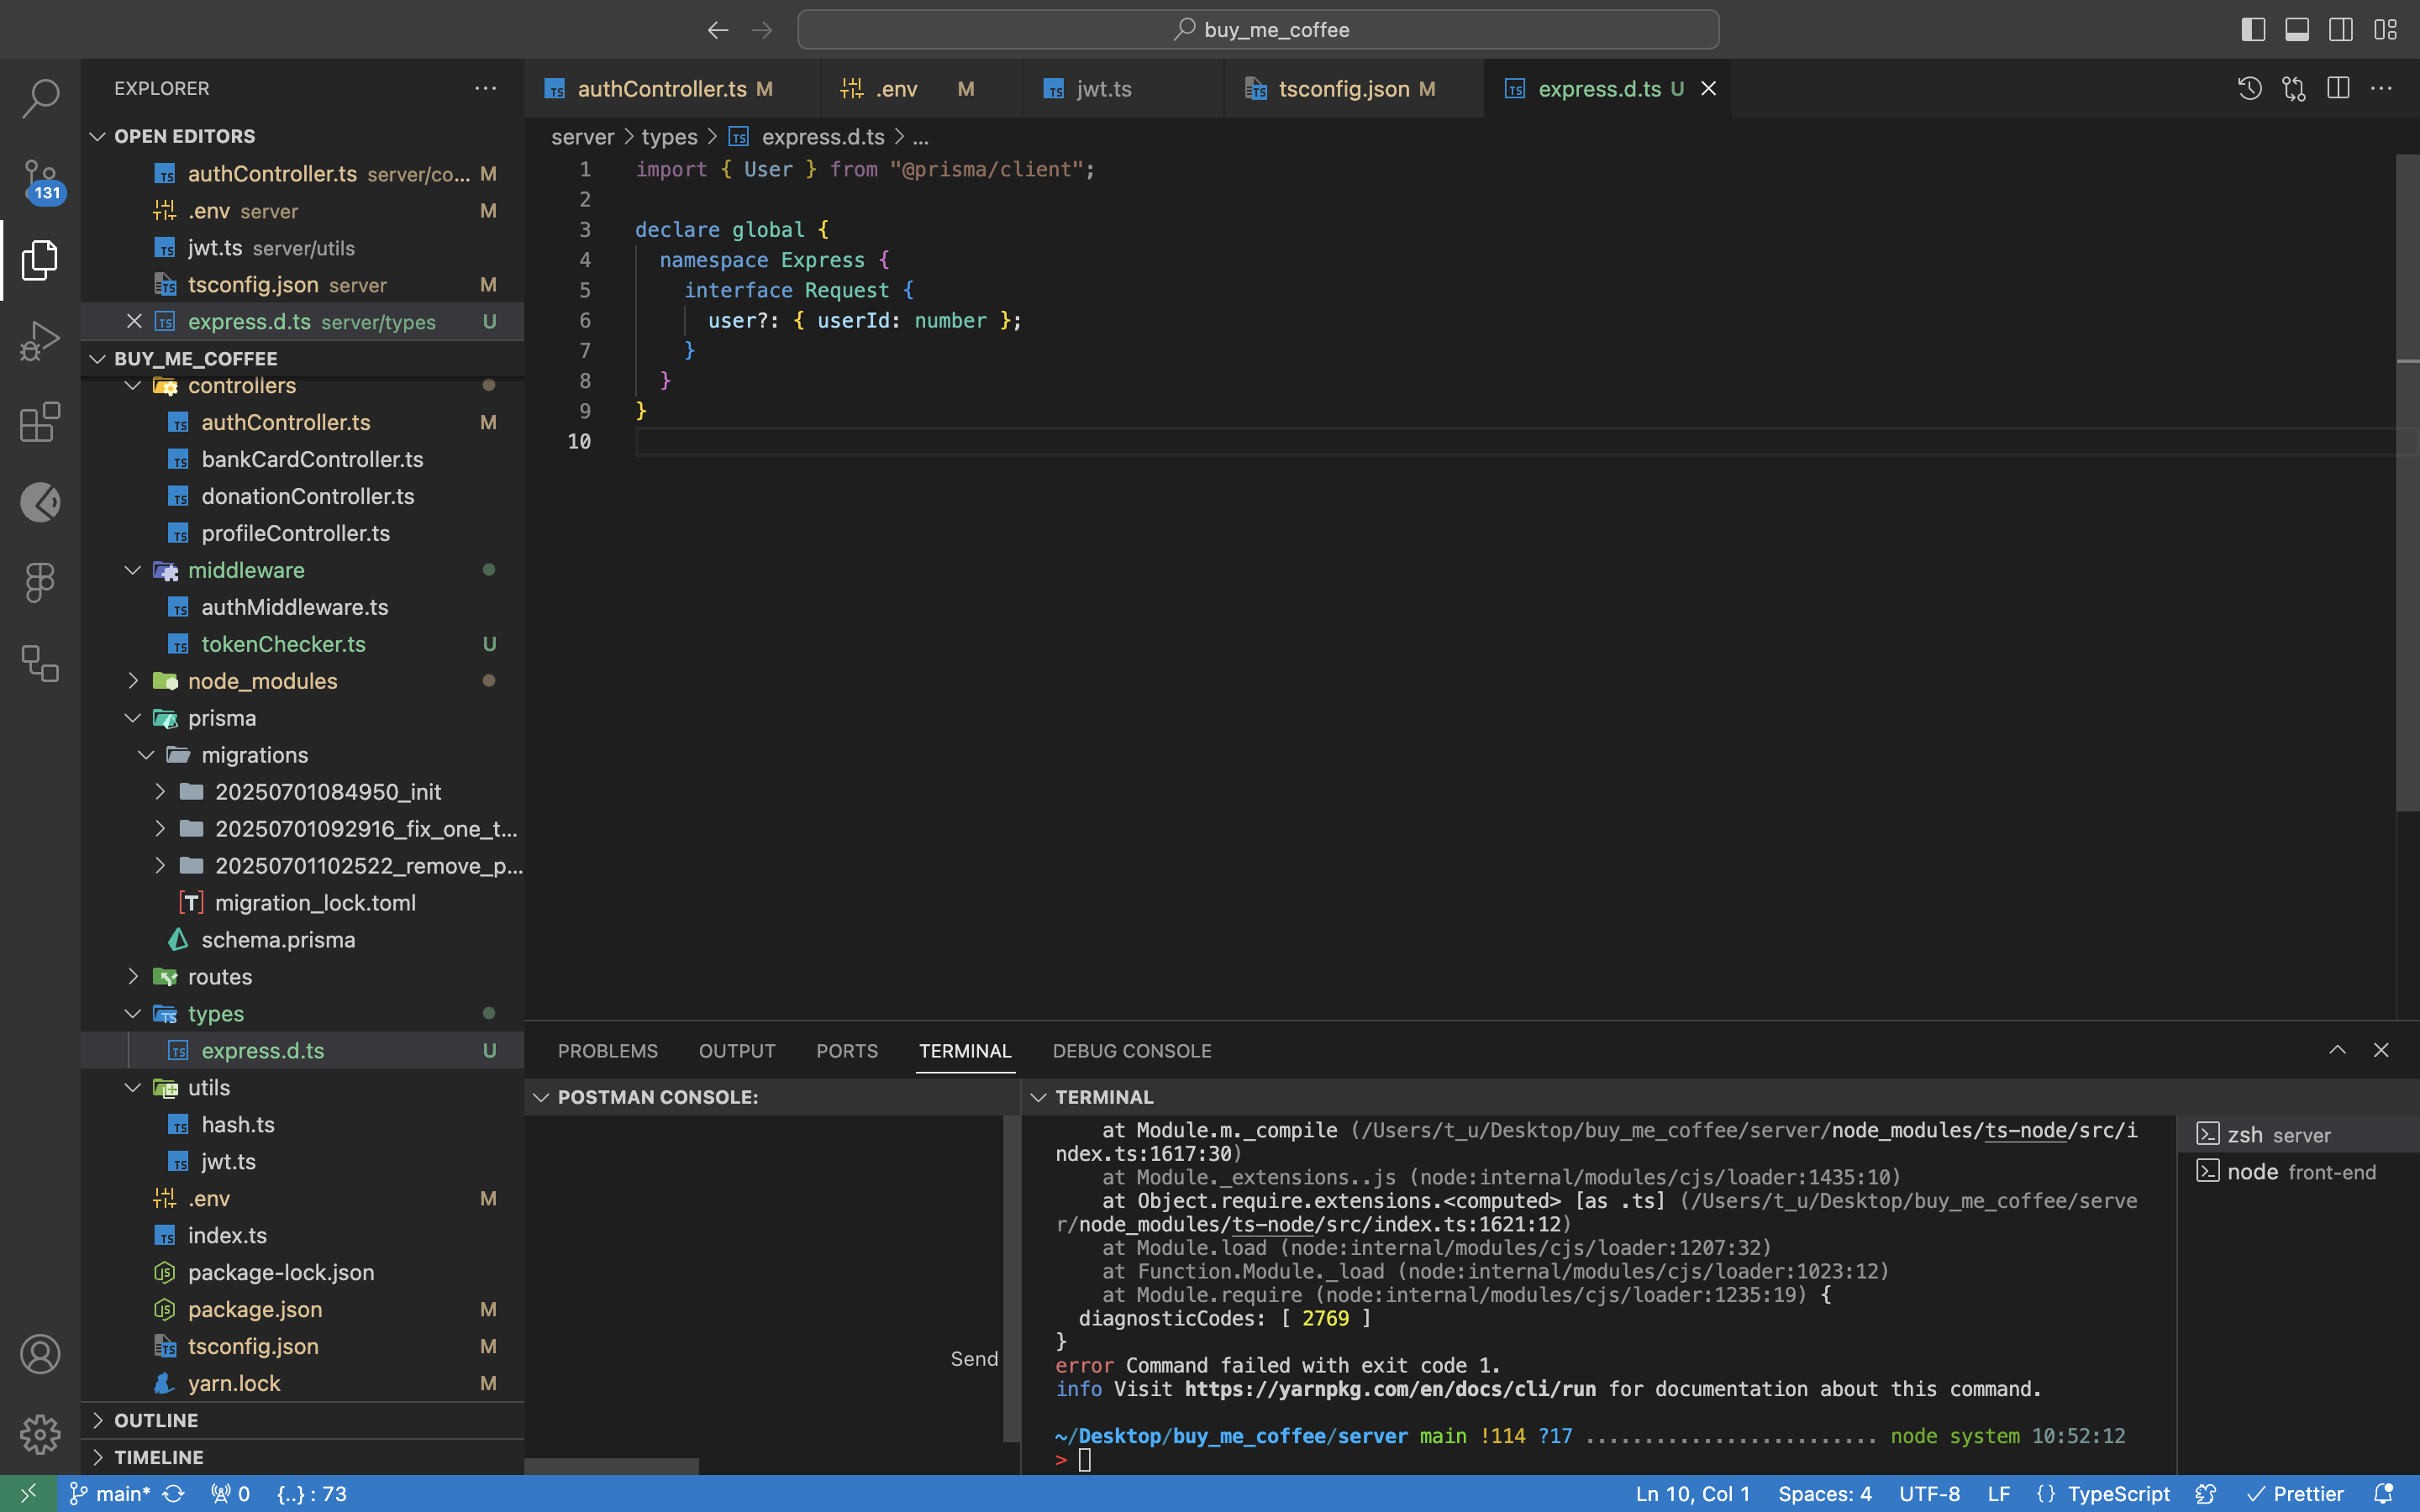 buy_me_coffee
EXPLORER
OPEN EDITORS
authController.ts server/co... M
.env server M
jwt.ts server/utils
tsconfig.json server M
express.d.ts server/types U
BUY_ME_COFFEE
controllers
authController.ts M
bankCardController.ts
donationController.ts
profileController.ts
middleware
authMiddleware.ts
tokenChecker.ts U
node_modules
prisma
migrations
20250701084950_init
20250701092916_fix_one_t...
20250701102522_remove_p...
migration_lock.toml
schema.prisma
routes
types
express.d.ts U
utils
hash.ts
jwt.ts
.env M
index.ts
package-lock.json
package.json M
tsconfig.json M
yarn.lock M
OUTLINE
TIMELINE
131
authController.ts M .env M jwt.ts tsconfig.json M express.d.ts U
server > types > express.d.ts > ...
1 import { User } from "@prisma/client";
2
3 declare global {
4 namespace Express {
5 interface Request {
6 user?: { userId: number };
7 }
8 }
9 }
10
PROBLEMS OUTPUT PORTS TERMINAL DEBUG CONSOLE
POSTMAN CONSOLE:
Send
TERMINAL
at Module.m._compile (/Users/t_u/Desktop/buy_me_coffee/server/node_modules/ts-node/src/i
ndex.ts:1617:30)
at Module._extensions..js (node:internal/modules/cjs/loader:1435:10)
at Object.require.extensions.<computed> [as .ts] (/Users/t_u/Desktop/buy_me_coffee/serve
r/node_modules/ts-node/src/index.ts:1621:12)
at Module.load (node:internal/modules/cjs/loader:1207:32)
at Function.Module._load (node:internal/modules/cjs/loader:1023:12)
at Module.require (node:internal/modules/cjs/loader:1235:19) {
diagnosticCodes: [ 2769 ]
}
error Command failed with exit code 1.
info Visit https://yarnpkg.com/en/docs/cli/run for documentation about this command.
~/Desktop/buy_me_coffee/server main !114 ?17 ......................... node system 10:52:12
>
zsh server
node front-end
main* 0 {..} : 73
Ln 10, Col 1 Spaces: 4 UTF-8 LF {} TypeScript Prettier